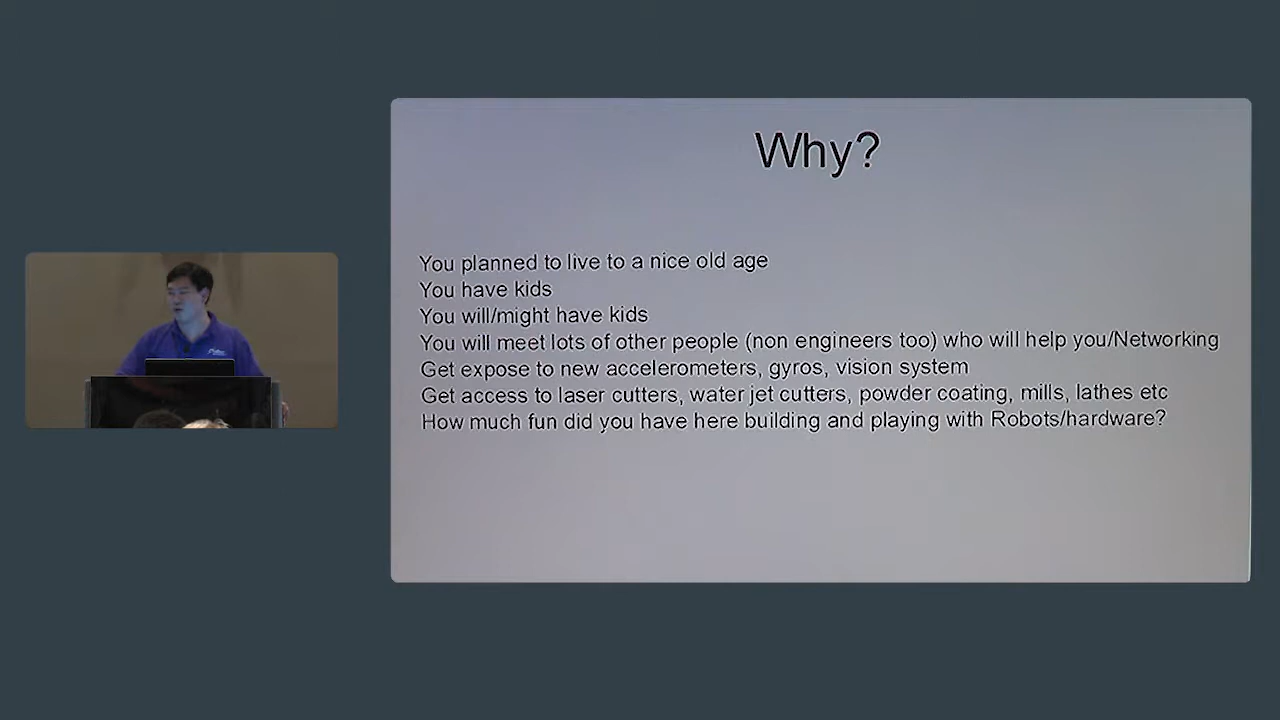 Why?
You planned to live to a nice old age
You have kids
You will/might have kids
You will meet lots of other people (non engineers too) who will help you/Networking
Get expose to new accelerometers, gyros, vision system
Get access to laser cutters, water jet cutters, powder coating, mills, lathes etc
How much fun did you have here building and playing with Robots/hardware?